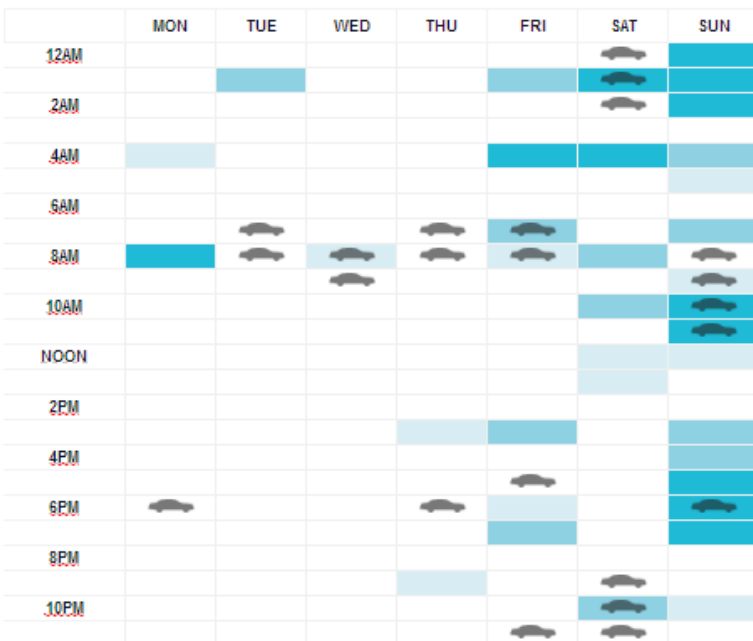 MON TUE WED THU FRI SAT SUN
12AM
2AM
4AM
6AM
8AM
10AM
NOON
2PM
4PM
6PM
8PM
10PM